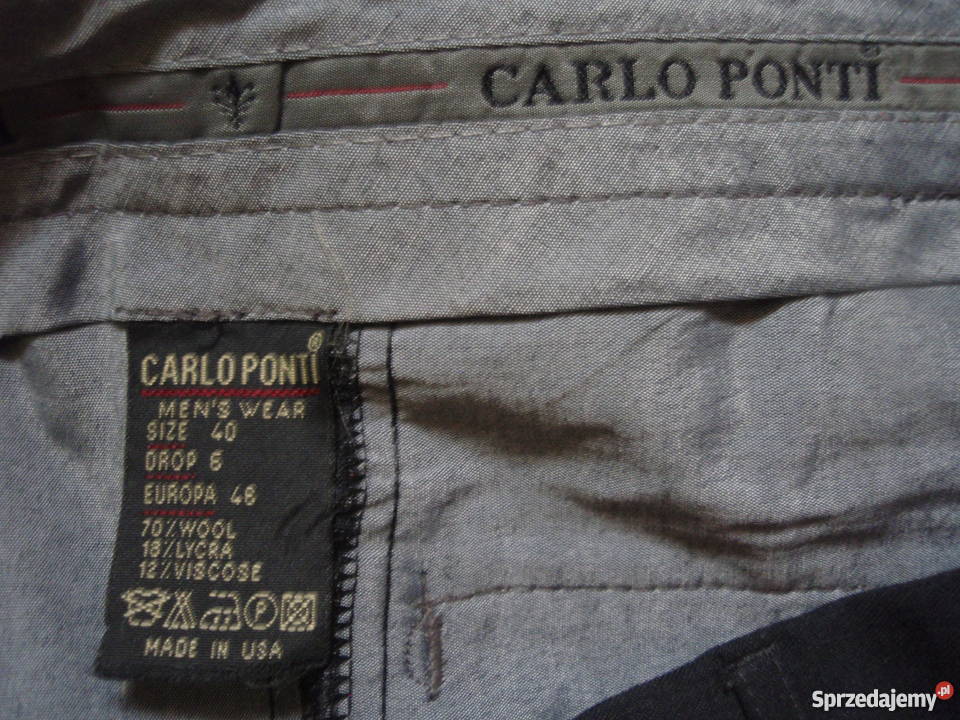 CARLO PONTI
CARLO PONTI®
MEN'S WEAR
SIZE 40
DROP 6
EUROPA 48
70%WOOL
18%LYCRA
12%VISCOSE
P
MADE IN USA
Sprzedajemy.pl